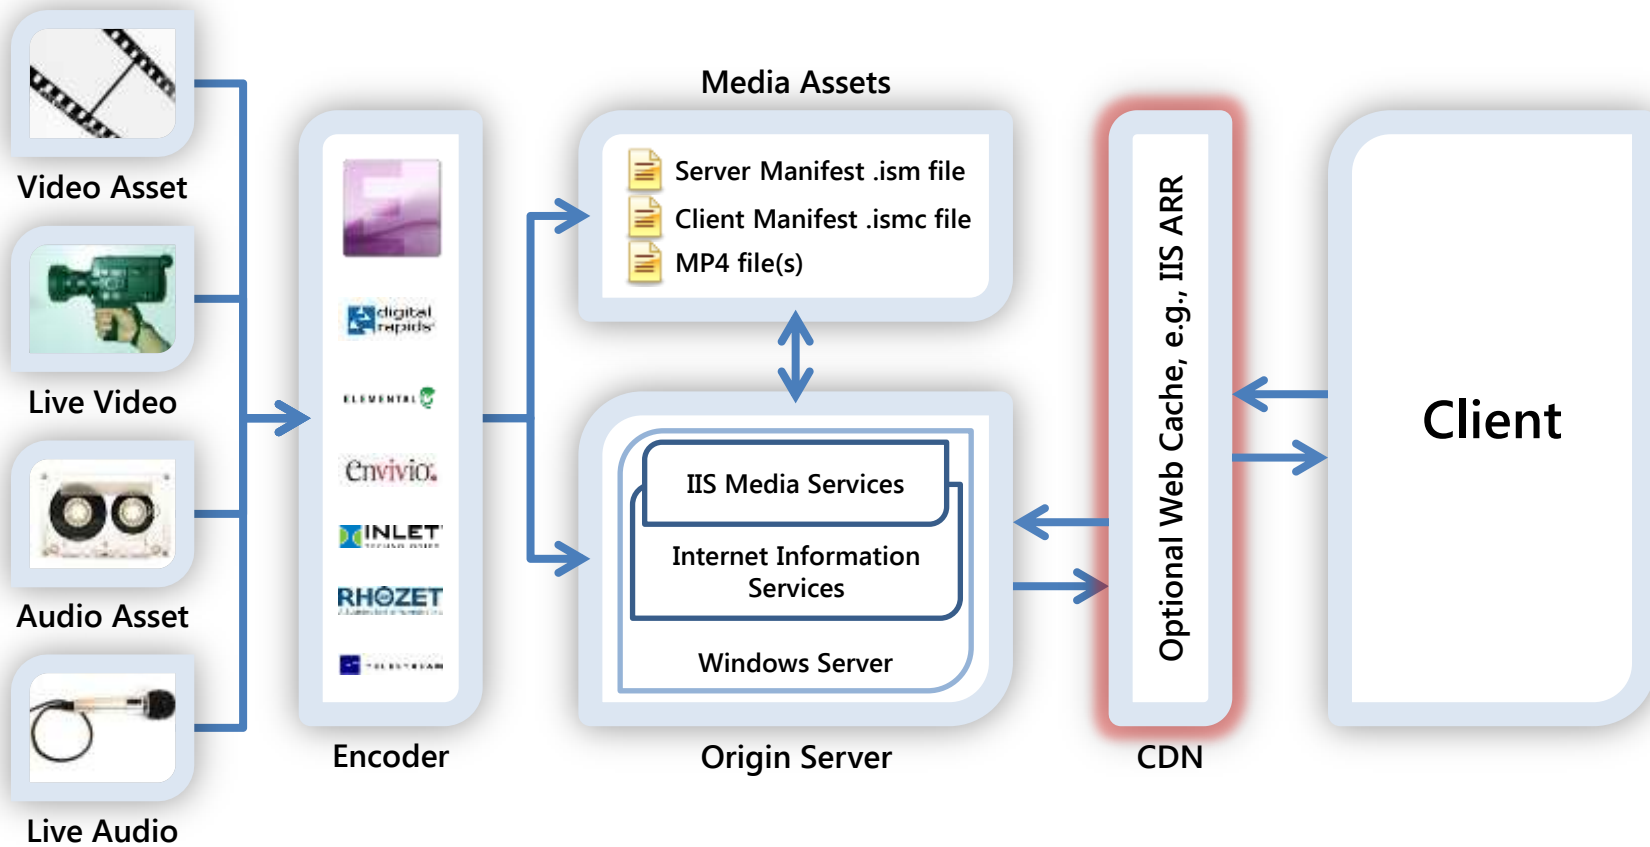 Video Asset
Live Video
Audio Asset
Live Audio
E
digital
rapids
ELEMENTAL
envivio.
INLET
TECHNOLOGIES
RHOZET
TELESTREAM
Encoder
Media Assets
Server Manifest .ism file
Client Manifest .ismc file
MP4 file(s)
IIS Media Services
Internet Information
Services
Windows Server
Origin Server
Optional Web Cache, e.g., IIS ARR
CDN
Client